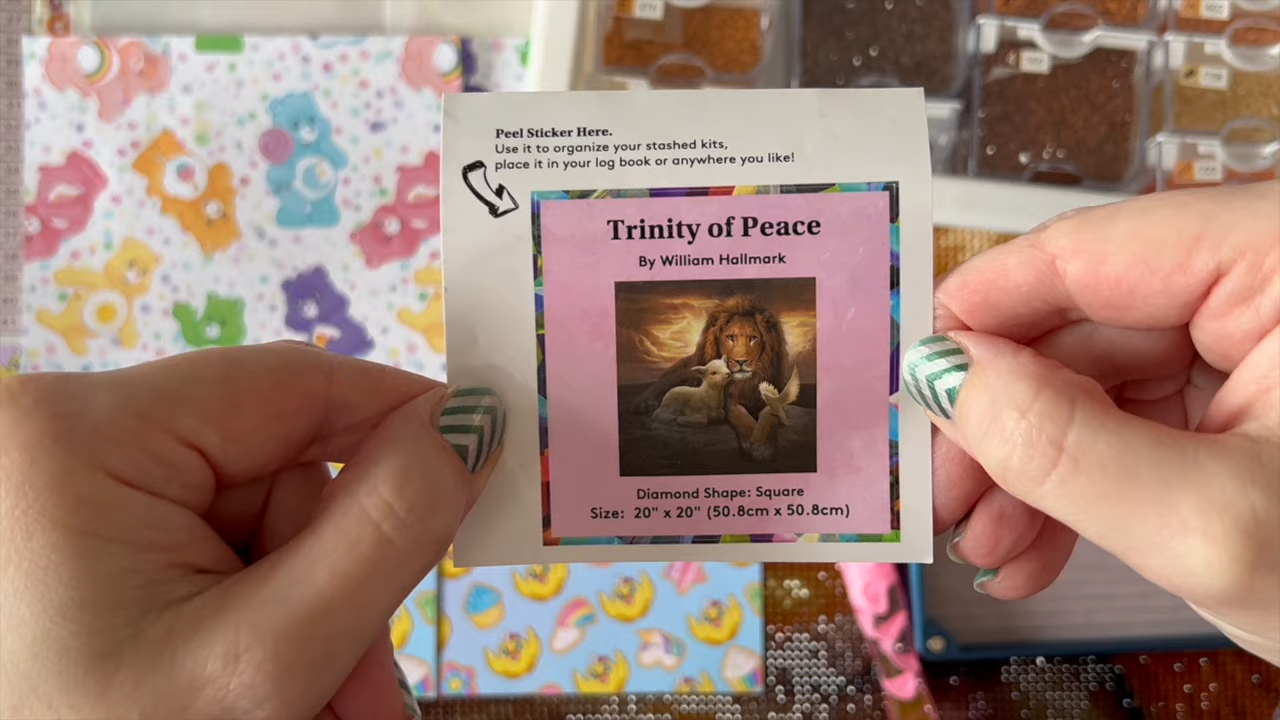 Peel Sticker Here.
Use it to organize your stashed kits,
place it in your log book or anywhere you like!
Trinity of Peace
By William Hallmark
Diamond Shape: Square
Size: 20" x 20" (50.8cm x 50.8cm)